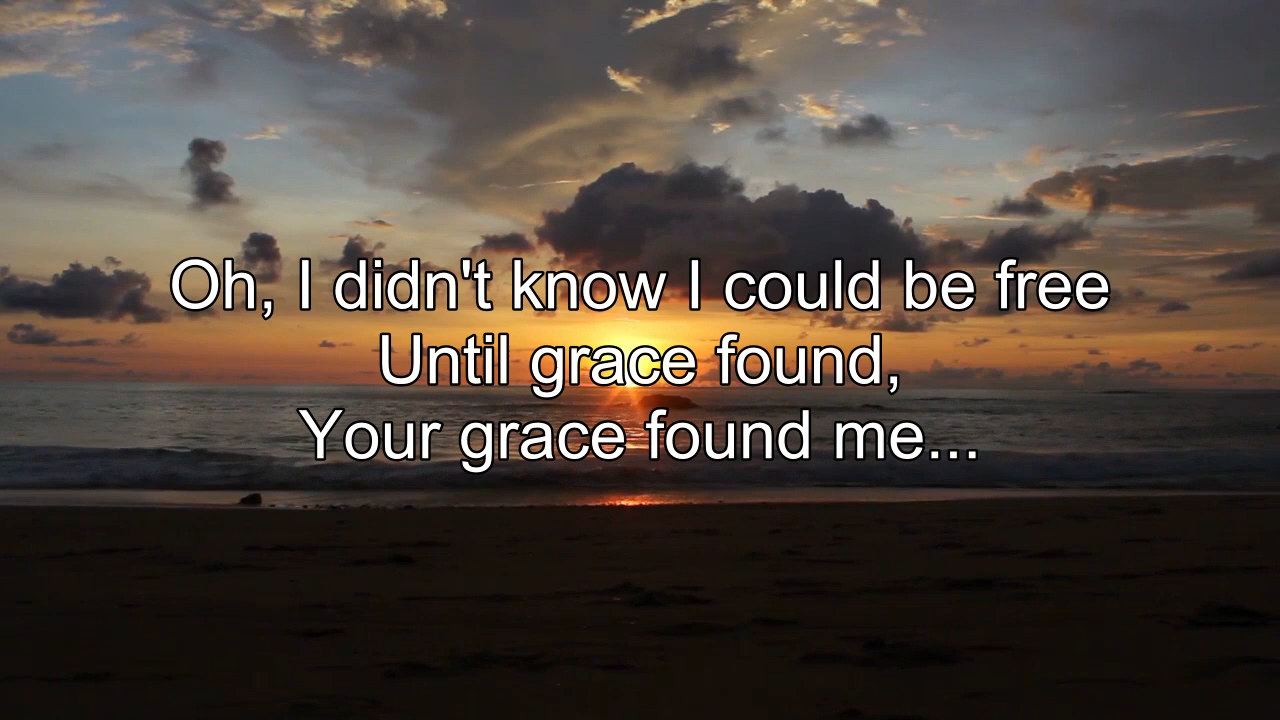 Oh, I didn't know I could be free
Until grace found,
Your grace found me...